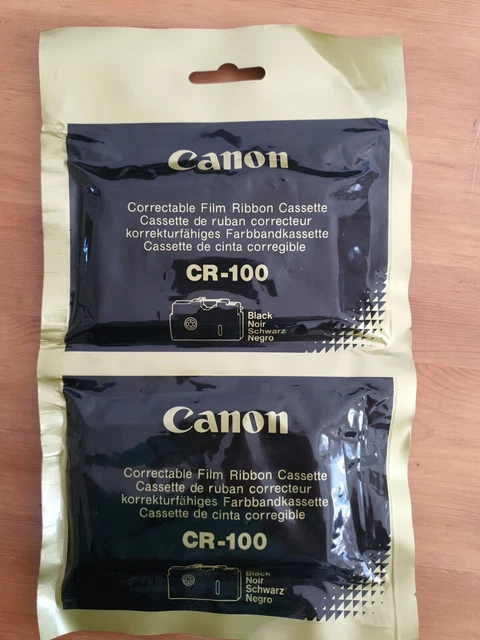 Canon
Correctable Film Ribbon Cassette
Cassette de ruban correcteur
korrekturfähiges Farbbandkassette
Cassette de cinta corregible
CR-100
Black
Noir
Schwarz
Negro
Canon
Correctable Film Ribbon Cassette
Cassette de ruban correcteur
korrekturfähiges Farbbandkassette
Cassette de cinta corregible
CR-100
Black
Noir
Schwarz
Negro